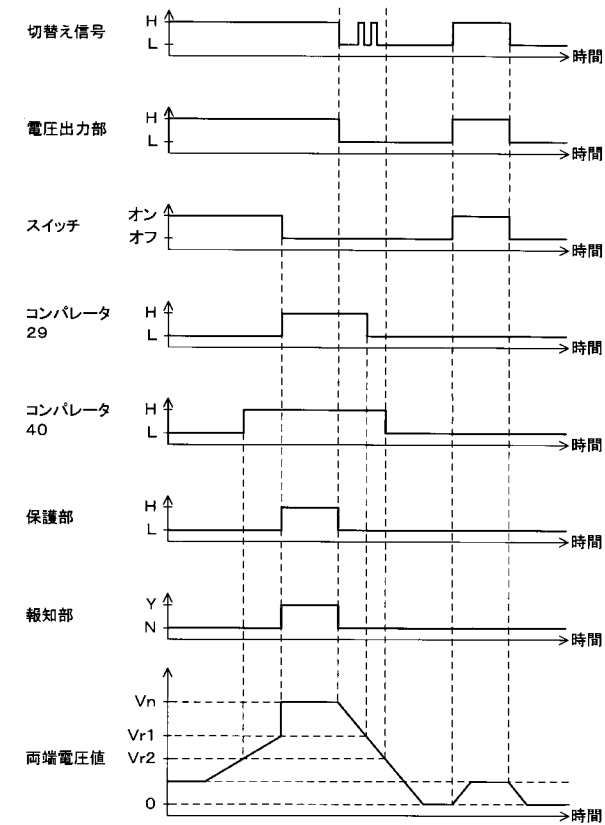 切替え信号
H
L
時間
電圧出力部
H
L
時間
スイッチ
オン
オフ
時間
コンパレータ
29
H
L
時間
コンパレータ
40
H
L
時間
保護部
H
L
時間
報知部
Y
N
時間
両端電圧値
Vn
Vr1
Vr2
0
時間